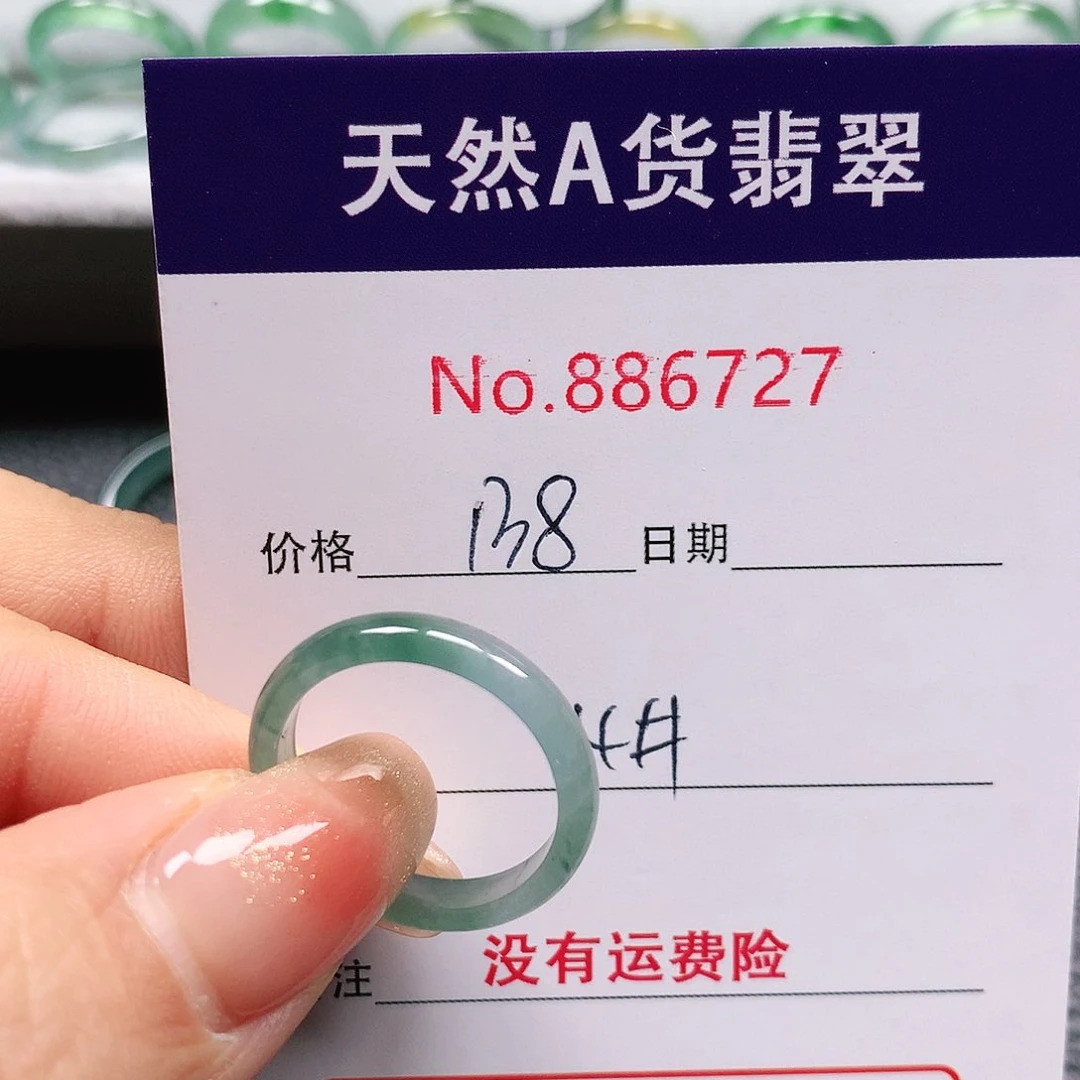 天然A货翡翠
No.886727
价格 138 日期
注 没有运费险